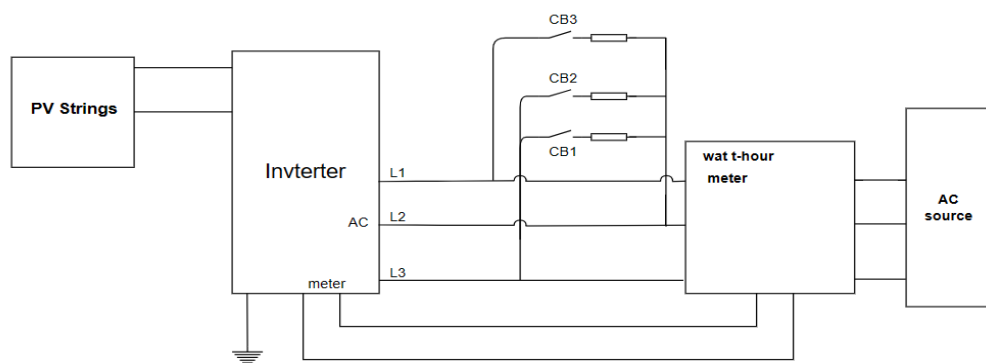 CB3
CB2
PV Strings
CB1
wat t-hour
meter
Invterter
L1
AC
source
L2
AC
L3
meter